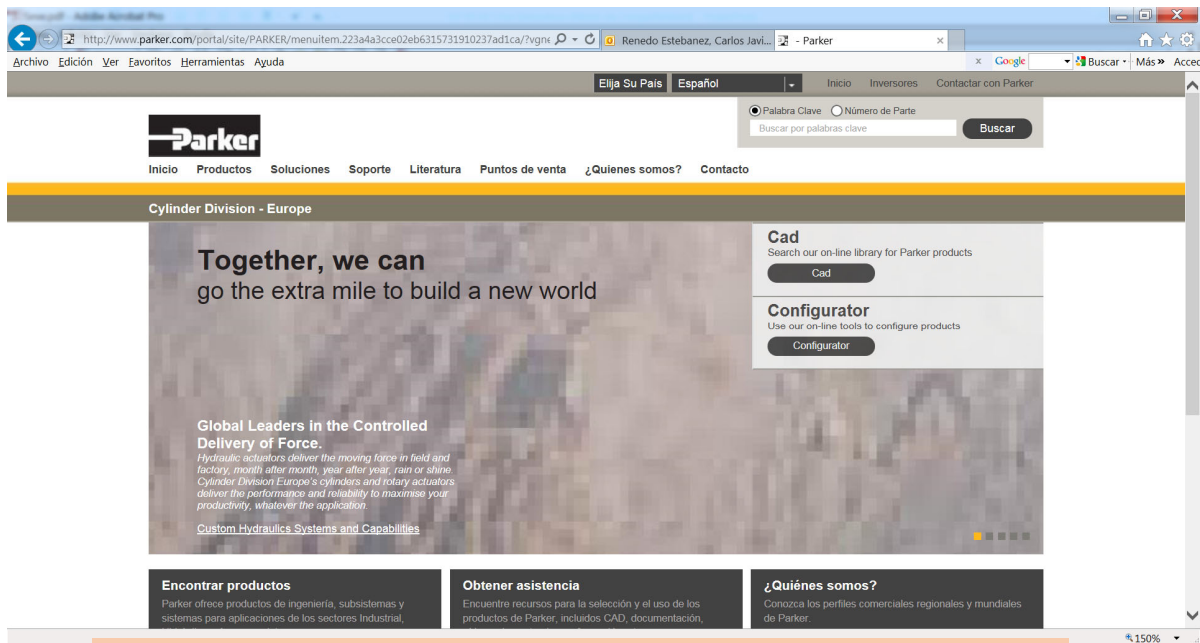 Tema.pdf - Adobe Acrobat Pro
http://www.parker.com/portal/site/PARKER/menuitem.223a4a3cce02eb6315731910237ad1ca/?vgne
Renedo Estebanez, Carlos Javi...
- Parker
Archivo Edición Ver Favoritos Herramientas Ayuda
x Google Buscar Más» Acced
Elija Su País Español Inicio Inversores Contactar con Parker
Palabra Clave Número de Parte
Buscar por palabras clave Buscar
Parker
Inicio Productos Soluciones Soporte Literatura Puntos de venta ¿Quienes somos? Contacto
Cylinder Division - Europe
Together, we can
go the extra mile to build a new world
Cad
Search our on-line library for Parker products
Cad
Configurator
Use our on-line tools to configure products
Configurator
Global Leaders in the Controlled
Delivery of Force.
Hydraulic actuators deliver the moving force in field and
factory, month after month, year after year, rain or shine.
Cylinder Division Europe's cylinders and rotary actuators
deliver the performance and reliability to maximise your
productivity, whatever the application.
Custom Hydraulics Systems and Capabilities
Encontrar productos
Parker ofrece productos de ingeniería, subsistemas y
sistemas para aplicaciones de los sectores Industrial,
Obtener asistencia
Encuentre recursos para la selección y el uso de los
productos de Parker, incluidos CAD, documentación,
¿Quiénes somos?
Conozca los perfiles comerciales regionales y mundiales
de Parker.
150%